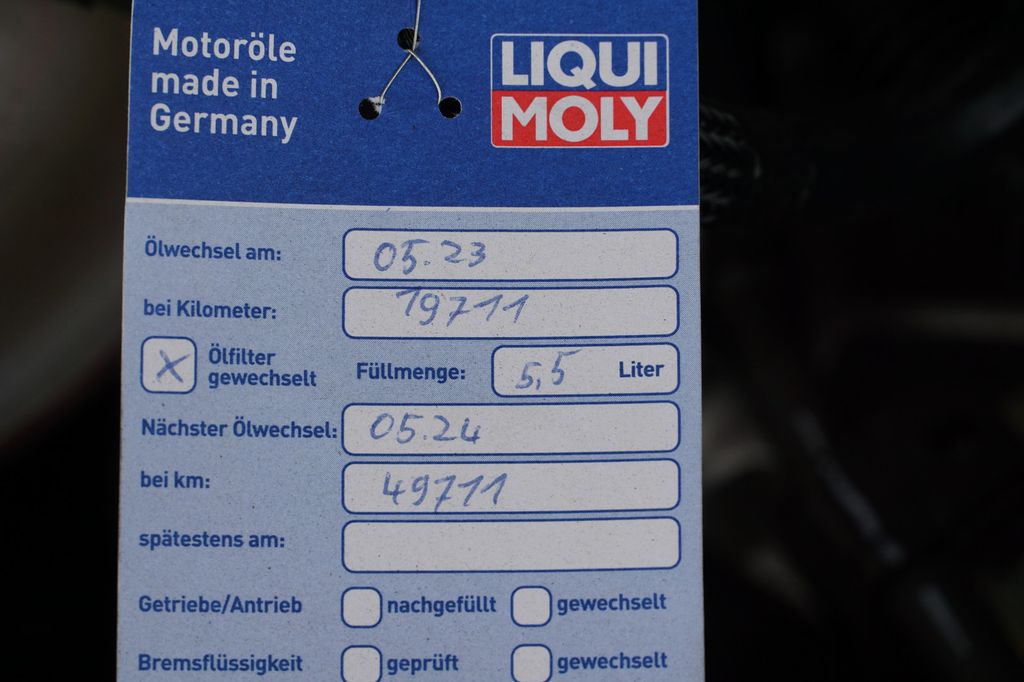 Motoröle
made in
Germany
LIQUI
MOLY
Ölwechsel am: 05.23
bei Kilometer: 19711
X Ölfilter gewechselt Füllmenge: 5,5 Liter
Nächster Ölwechsel: 05.24
bei km: 49711
spätestens am:
Getriebe/Antrieb nachgefüllt gewechselt
Bremsflüssigkeit geprüft gewechselt